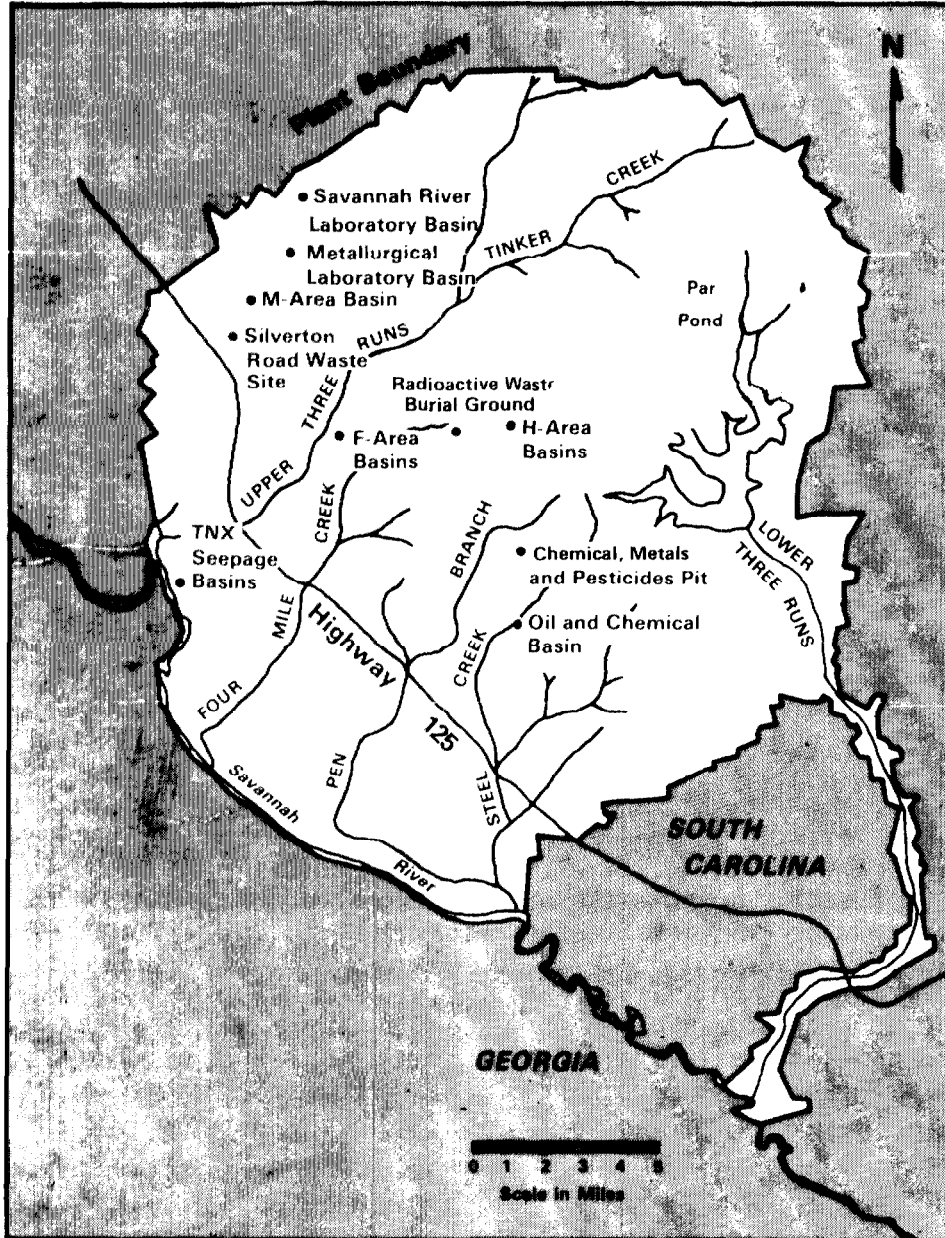 Plant Boundary
N
Savannah River
Laboratory Basin
Metallurgical
Laboratory Basin
M-Area Basin
Silverton
Road Waste
Site
TINKER CREEK
Par
Pond
UPPER THREE RUNS
Radioactive Waste
Burial Ground
F-Area
Basins
H-Area
Basins
TNX
Seepage
Basins
FOUR MILE CREEK
PEN BRANCH
Chemical, Metals
and Pesticides Pit
Oil and Chemical
Basin
LOWER
THREE RUNS
Highway 125
STEEL CREEK
Savannah River
SOUTH
CAROLINA
GEORGIA
0 1 2 3 4 5
Scale in Miles